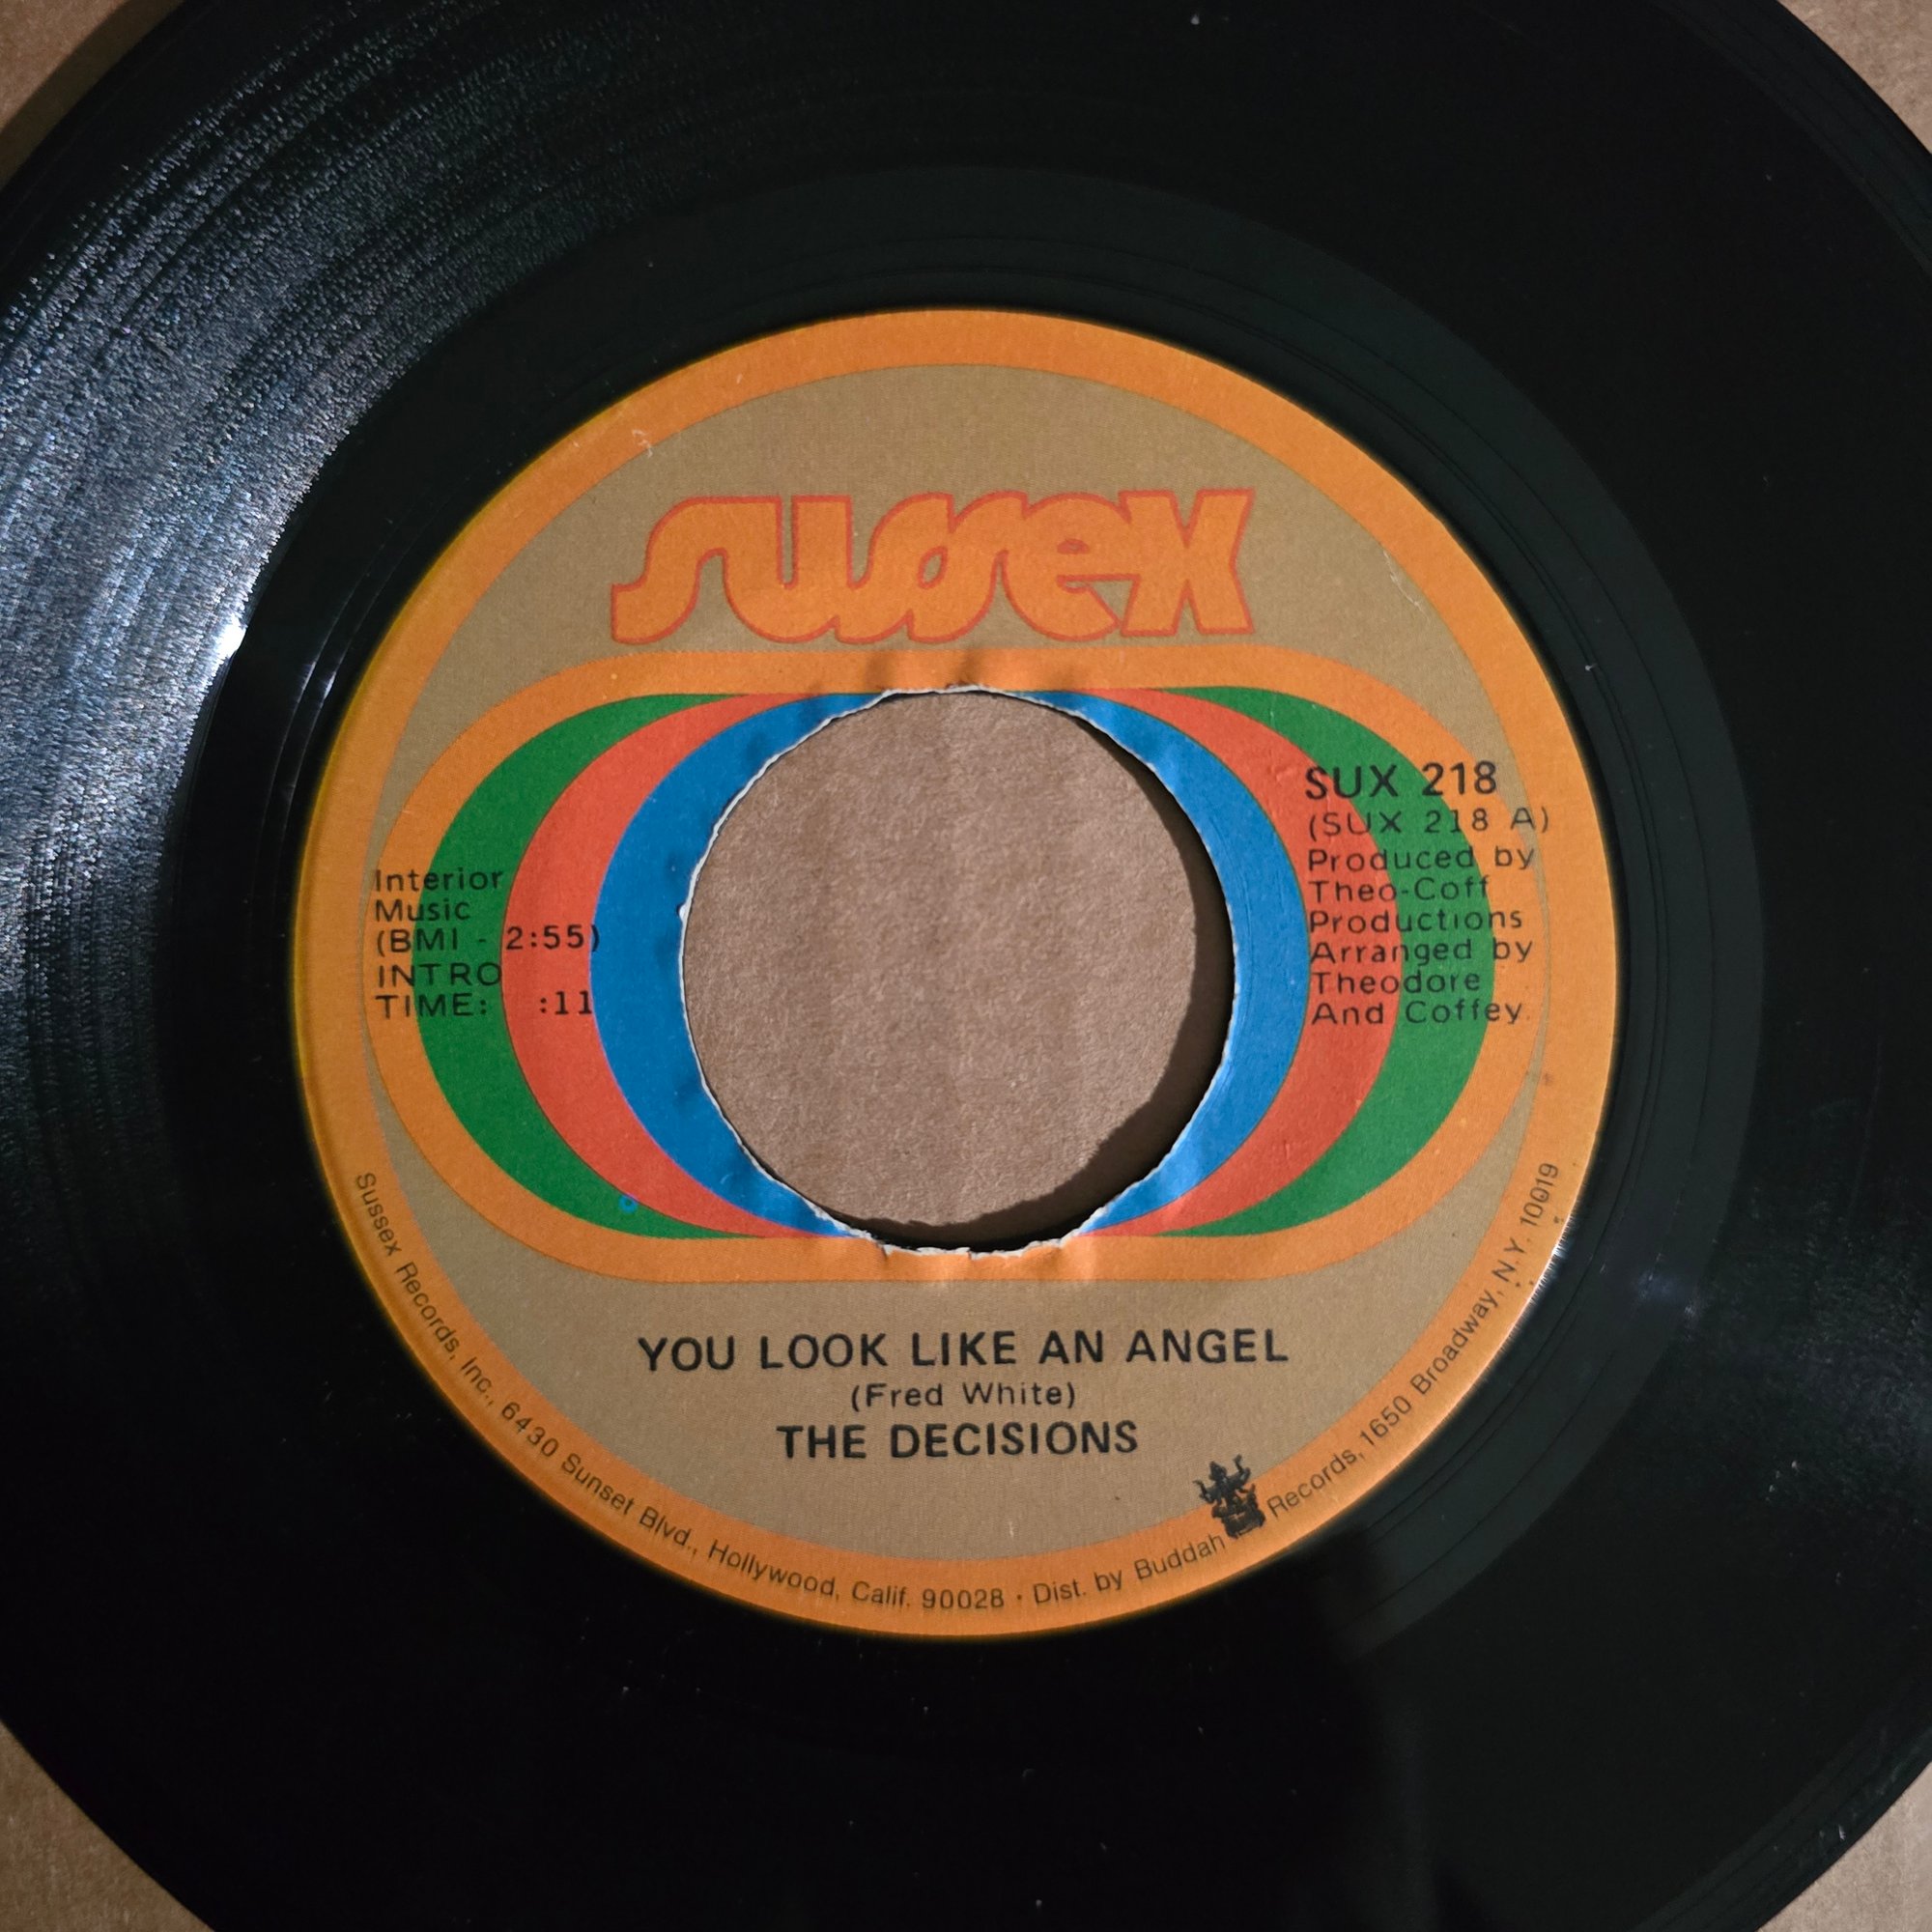 sussex
SUX 218
(SUX 218 A)
Produced by
Theo-Coff
Productions
Arranged by
Theodore
And Coffey
Interior
Music
(BMI - 2:55)
INTRO
TIME: :11
YOU LOOK LIKE AN ANGEL
(Fred White)
THE DECISIONS
Sussex Records, Inc., 6430 Sunset Blvd., Hollywood, Calif. 90028 · Dist. by Buddah Records, 1650 Broadway, N.Y. 10019